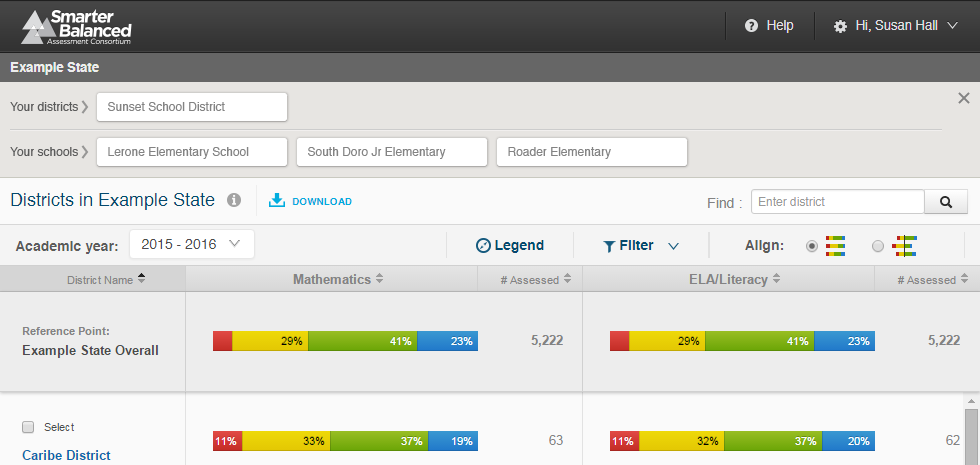 Smarter
Balanced
Assessment Consortium
Help
Hi, Susan Hall
Example State
Your districts
Sunset School District
Your schools
Lerone Elementary School
South Doro Jr Elementary
Roader Elementary
Districts in Example State
DOWNLOAD
Find :
Enter district
Academic year:
2015 - 2016
Legend
Filter
Align:
District Name
Mathematics
# Assessed
ELA/Literacy
# Assessed
Reference Point:
Example State Overall
29% 41% 23%
5,222
29% 41% 23%
5,222
Select
Caribe District
11% 33% 37% 19%
63
11% 32% 37% 20%
62